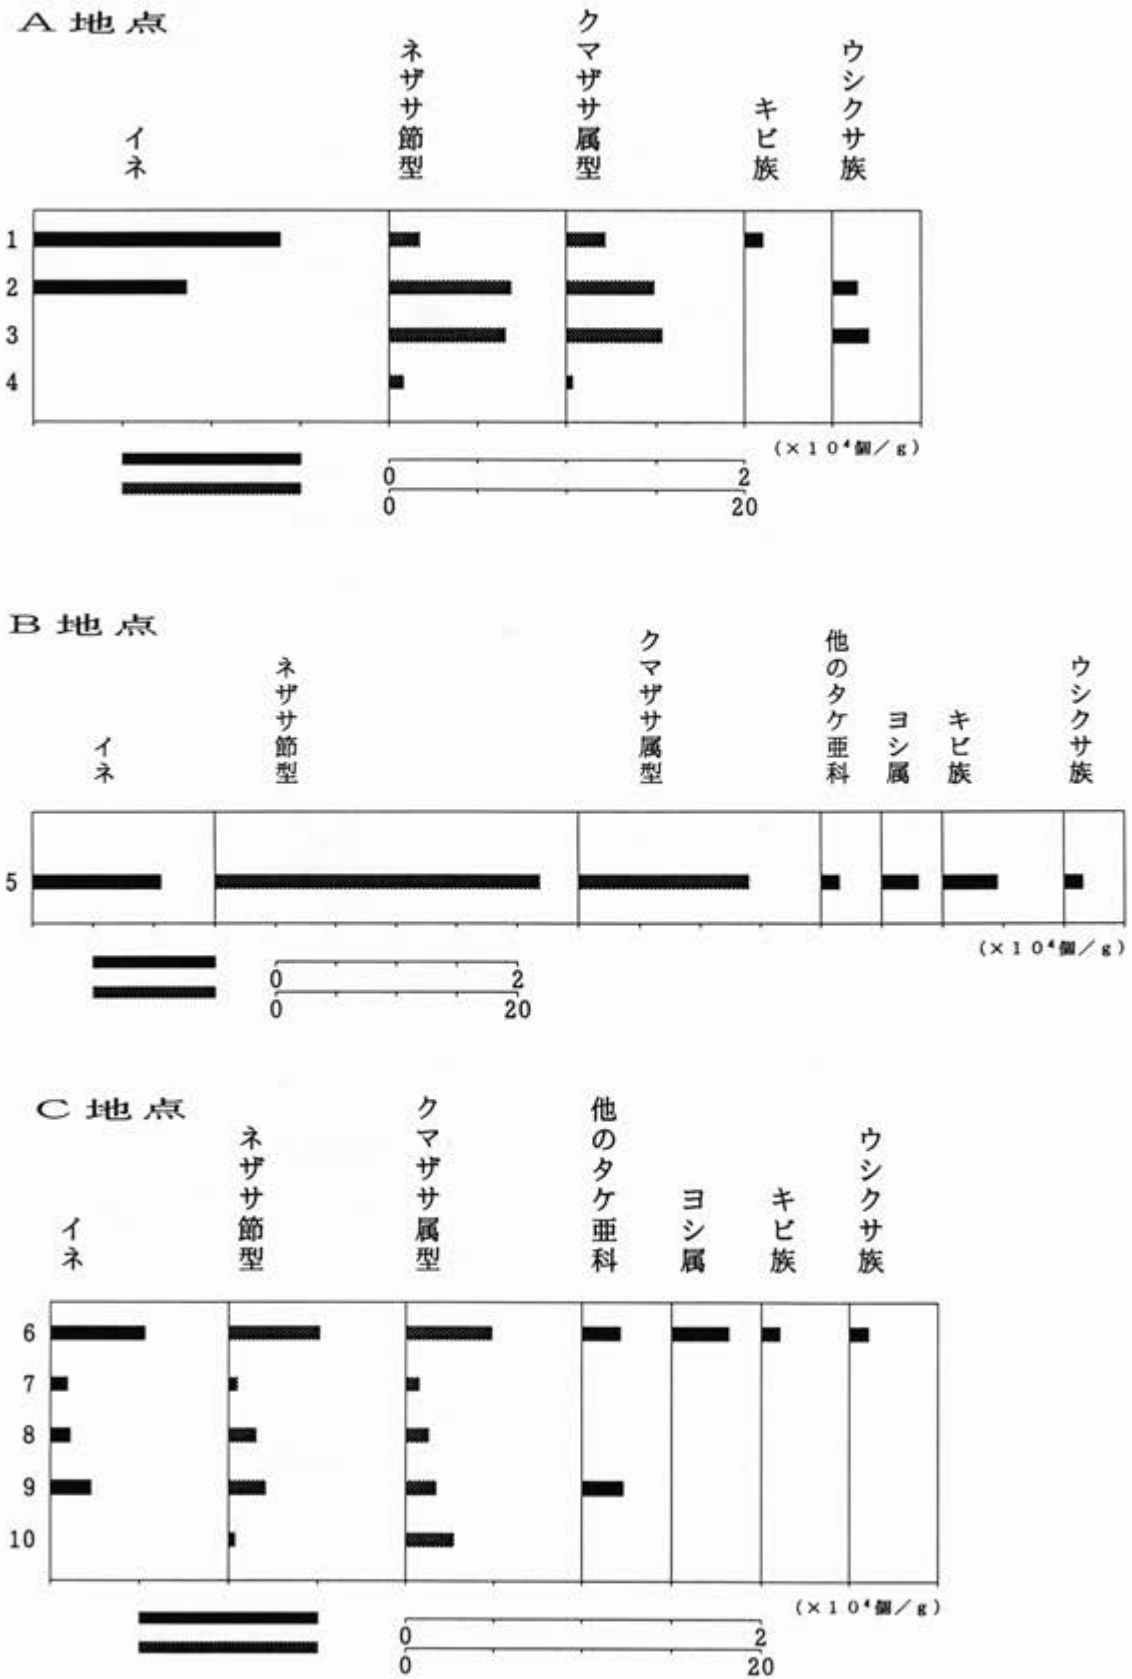 A地点
イネ
ネザサ節型
クマザサ属型
キビ族
ウシクサ族
1
2
3
4
(×10⁴個/g)
0 2
0 20
B地点
イネ
ネザサ節型
クマザサ属型
他のタケ亜科
ヨシ属
キビ族
ウシクサ族
5
(×10⁴個/g)
0 2
0 20
C地点
イネ
ネザサ節型
クマザサ属型
他のタケ亜科
ヨシ属
キビ族
ウシクサ族
6
7
8
9
10
(×10⁴個/g)
0 2
0 20